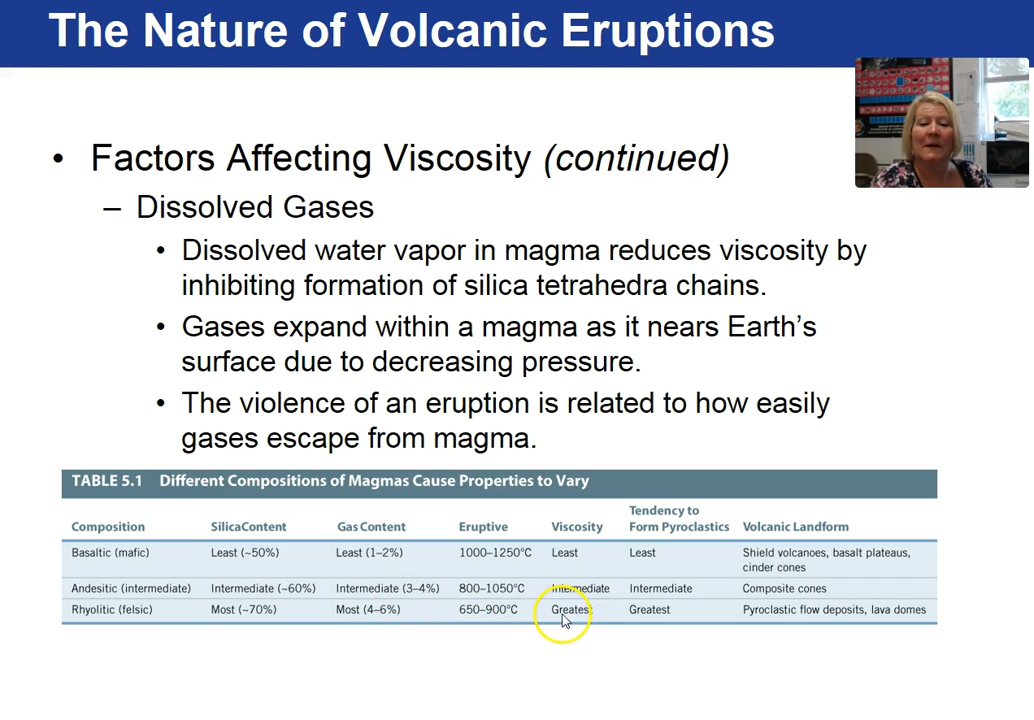 The Nature of Volcanic Eruptions
• Factors Affecting Viscosity (continued)
– Dissolved Gases
• Dissolved water vapor in magma reduces viscosity by
inhibiting formation of silica tetrahedra chains.
• Gases expand within a magma as it nears Earth's
surface due to decreasing pressure.
• The violence of an eruption is related to how easily
gases escape from magma.
TABLE 5.1 Different Compositions of Magmas Cause Properties to Vary
Tendency to
Composition SilicaContent Gas Content Eruptive Viscosity Form Pyroclastics Volcanic Landform
Basaltic (mafic) Least (~50%) Least (1–2%) 1000–1250°C Least Least Shield volcanoes, basalt plateaus,
cinder cones
Andesitic (intermediate) Intermediate (~60%) Intermediate (3–4%) 800–1050°C Intermediate Intermediate Composite cones
Rhyolitic (felsic) Most (~70%) Most (4–6%) 650–900°C Greatest Greatest Pyroclastic flow deposits, lava domes